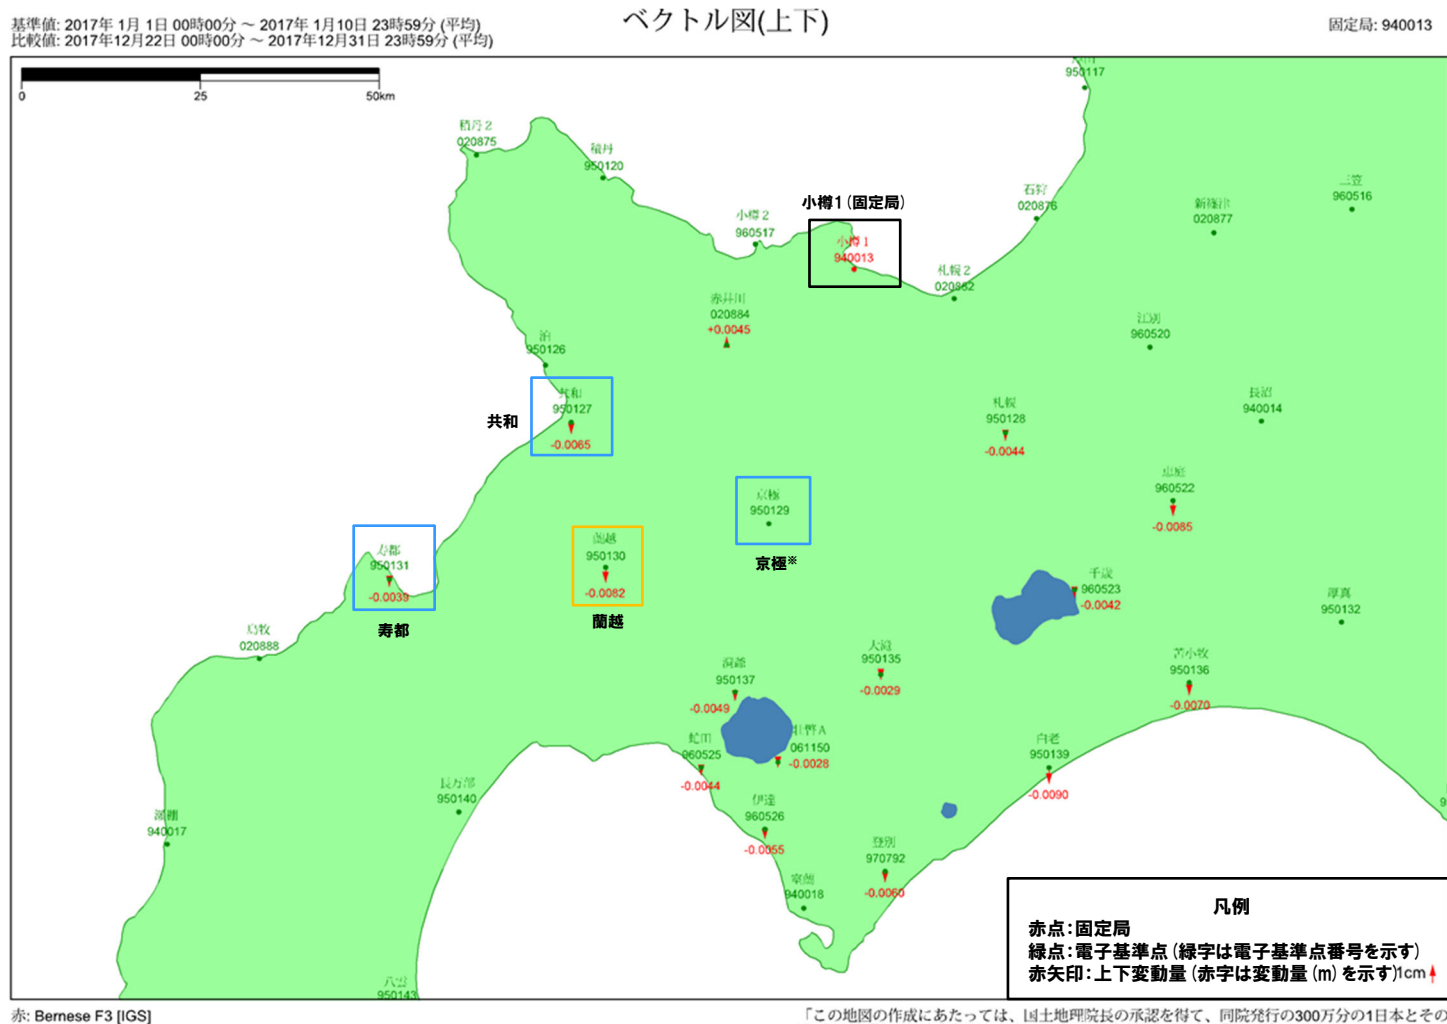 ベクトル図(上下)
基準値: 2017年 1月 1日 00時00分 ～ 2017年 1月10日 23時59分 (平均)
比較値: 2017年12月22日 00時00分 ～ 2017年12月31日 23時59分 (平均)
固定局: 940013
0 25 50km
950117
積丹２
020875
積丹
950120
小樽２
960517
小樽1（固定局）
小樽１
940013
石狩
020876
新篠津
020877
三笠
960516
札幌２
020862
赤井川
020884
+0.0045
江別
960520
泊
950126
共和
共和
950127
-0.0065
札幌
950128
-0.0044
長沼
940014
恵庭
960522
-0.0085
京極
950129
京極※
寿都
950131
-0.0039
寿都
蘭越
950130
-0.0082
蘭越
千歳
960523
-0.0042
厚真
950132
島牧
020888
大滝
950135
-0.0029
苫小牧
950136
-0.0070
洞爺
950137
-0.0049
壮瞥Ａ
061150
-0.0028
虻田
960525
-0.0044
白老
950139
-0.0090
長万部
950140
伊達
960526
-0.0055
瀬棚
940017
登別
970792
-0.0060
室蘭
940018
八雲
950143
凡例
赤点：固定局
緑点：電子基準点（緑字は電子基準点番号を示す）
赤矢印：上下変動量（赤字は変動量（m）を示す）
1cm
赤: Bernese F3 [IGS]
「この地図の作成にあたっては、国土地理院長の承認を得て、同院発行の300万分の1日本とその